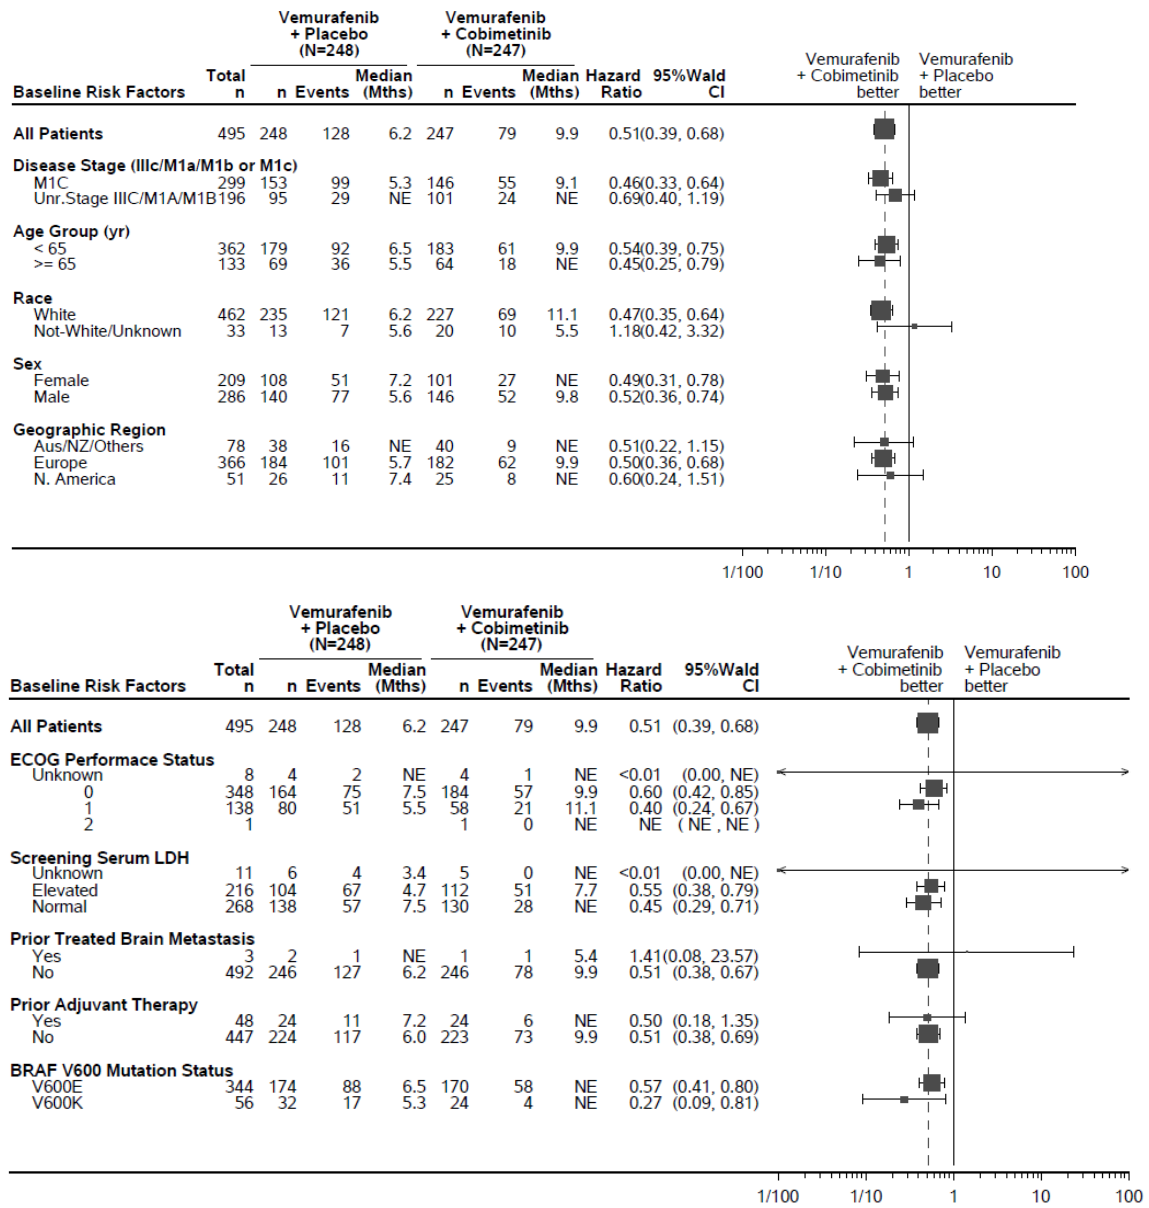 Vemurafenib Vemurafenib
+ Placebo + Cobimetinib
(N=248) (N=247)
Vemurafenib Vemurafenib
Total Median Median Hazard 95%Wald + Cobimetinib + Placebo
Baseline Risk Factors n n Events (Mths) n Events (Mths) Ratio CI better better
All Patients 495 248 128 6.2 247 79 9.9 0.51(0.39, 0.68)
Disease Stage (IIIc/M1a/M1b or M1c)
M1C 299 153 99 5.3 146 55 9.1 0.46(0.33, 0.64)
Unr.Stage IIIC/M1A/M1B196 95 29 NE 101 24 NE 0.69(0.40, 1.19)
Age Group (yr)
< 65 362 179 92 6.5 183 61 9.9 0.54(0.39, 0.75)
>= 65 133 69 36 5.5 64 18 NE 0.45(0.25, 0.79)
Race
White 462 235 121 6.2 227 69 11.1 0.47(0.35, 0.64)
Not-White/Unknown 33 13 7 5.6 20 10 5.5 1.18(0.42, 3.32)
Sex
Female 209 108 51 7.2 101 27 NE 0.49(0.31, 0.78)
Male 286 140 77 5.6 146 52 9.8 0.52(0.36, 0.74)
Geographic Region
Aus/NZ/Others 78 38 16 NE 40 9 NE 0.51(0.22, 1.15)
Europe 366 184 101 5.7 182 62 9.9 0.50(0.36, 0.68)
N. America 51 26 11 7.4 25 8 NE 0.60(0.24, 1.51)
1/100 1/10 1 10 100
Vemurafenib Vemurafenib
+ Placebo + Cobimetinib
(N=248) (N=247)
Vemurafenib Vemurafenib
Total Median Median Hazard 95%Wald + Cobimetinib + Placebo
Baseline Risk Factors n n Events (Mths) n Events (Mths) Ratio CI better better
All Patients 495 248 128 6.2 247 79 9.9 0.51 (0.39, 0.68)
ECOG Performace Status
Unknown 8 4 2 NE 4 1 NE <0.01 (0.00, NE)
0 348 164 75 7.5 184 57 9.9 0.60 (0.42, 0.85)
1 138 80 51 5.5 58 21 11.1 0.40 (0.24, 0.67)
2 1 1 0 NE NE ( NE , NE )
Screening Serum LDH
Unknown 11 6 4 3.4 5 0 NE <0.01 (0.00, NE)
Elevated 216 104 67 4.7 112 51 7.7 0.55 (0.38, 0.79)
Normal 268 138 57 7.5 130 28 NE 0.45 (0.29, 0.71)
Prior Treated Brain Metastasis
Yes 3 2 1 NE 1 1 5.4 1.41(0.08, 23.57)
No 492 246 127 6.2 246 78 9.9 0.51 (0.38, 0.67)
Prior Adjuvant Therapy
Yes 48 24 11 7.2 24 6 NE 0.50 (0.18, 1.35)
No 447 224 117 6.0 223 73 9.9 0.51 (0.38, 0.69)
BRAF V600 Mutation Status
V600E 344 174 88 6.5 170 58 NE 0.57 (0.41, 0.80)
V600K 56 32 17 5.3 24 4 NE 0.27 (0.09, 0.81)
1/100 1/10 1 10 100